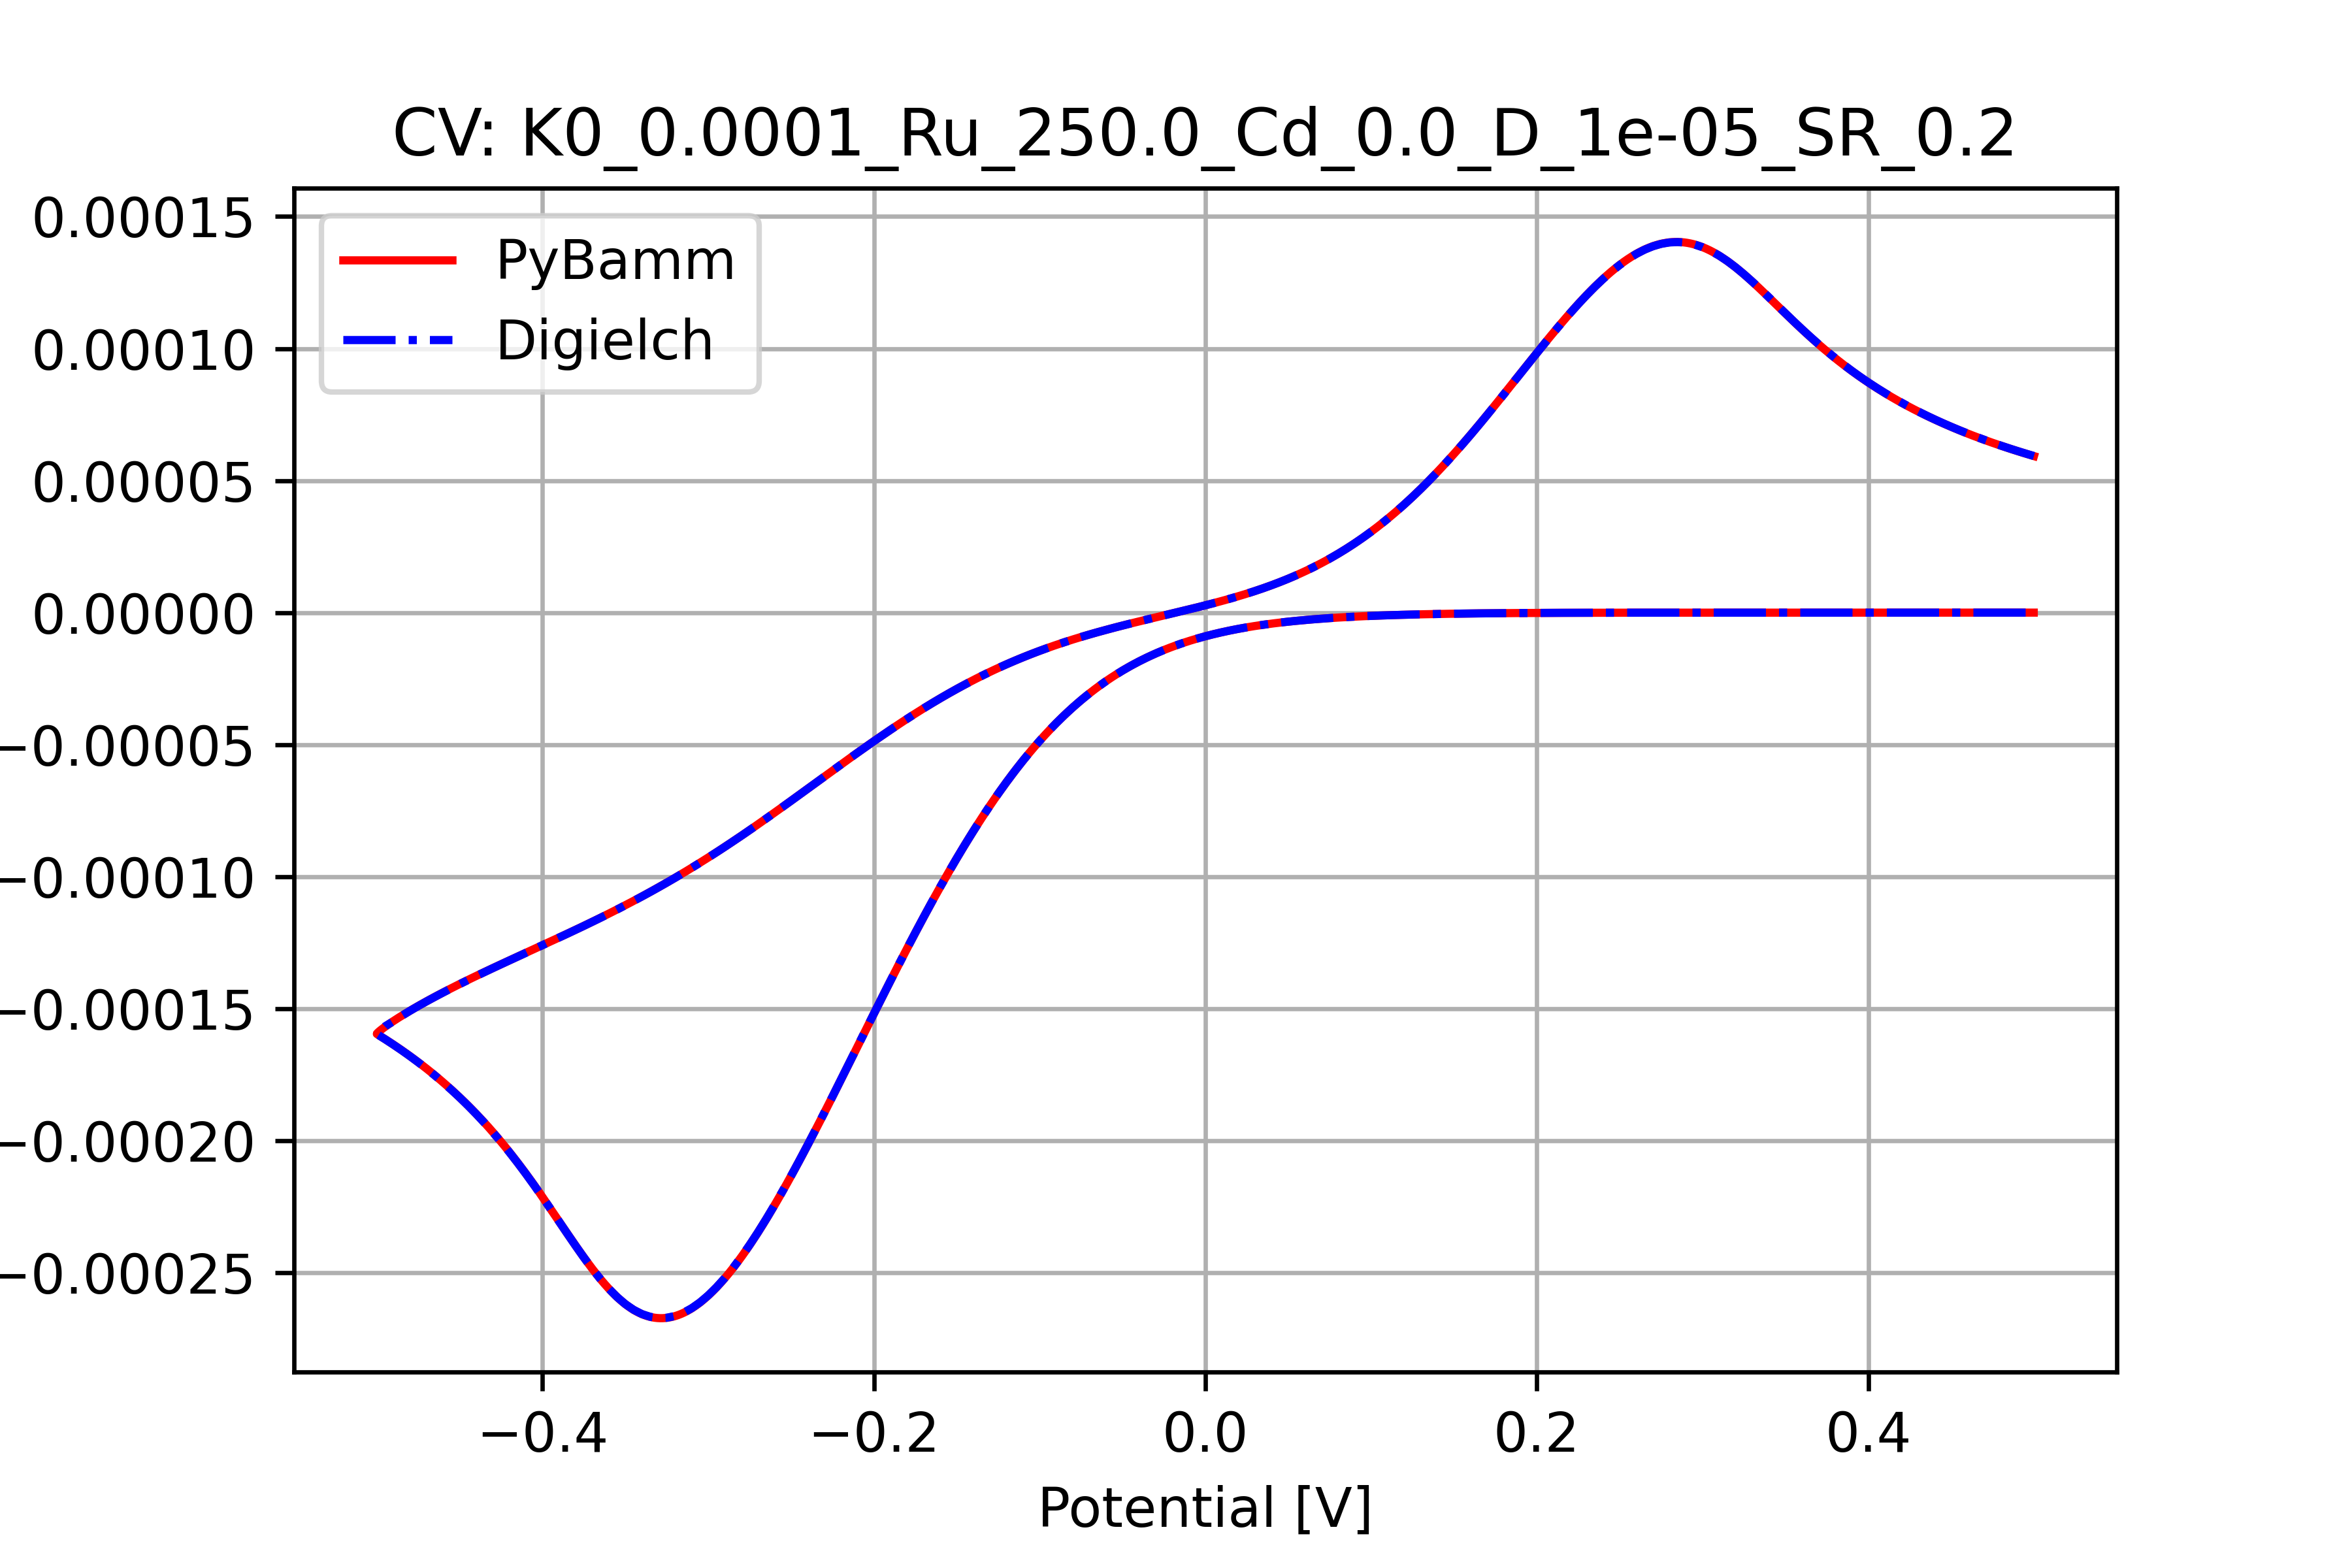 CV: K0_0.0001_Ru_250.0_Cd_0.0_D_1e-05_SR_0.2
PyBamm
Digielch
0.00015
0.00010
0.00005
0.00000
−0.00005
−0.00010
−0.00015
−0.00020
−0.00025
−0.4 −0.2 0.0 0.2 0.4
Potential [V]